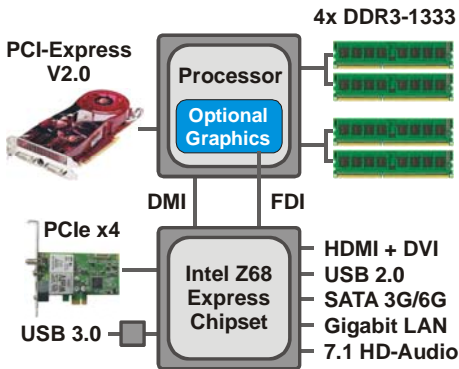 4x DDR3-1333
PCI-Express
V2.0
Processor
Optional
Graphics
DMI
FDI
PCIe x4
Intel Z68
Express
Chipset
USB 3.0
HDMI + DVI
USB 2.0
SATA 3G/6G
Gigabit LAN
7.1 HD-Audio